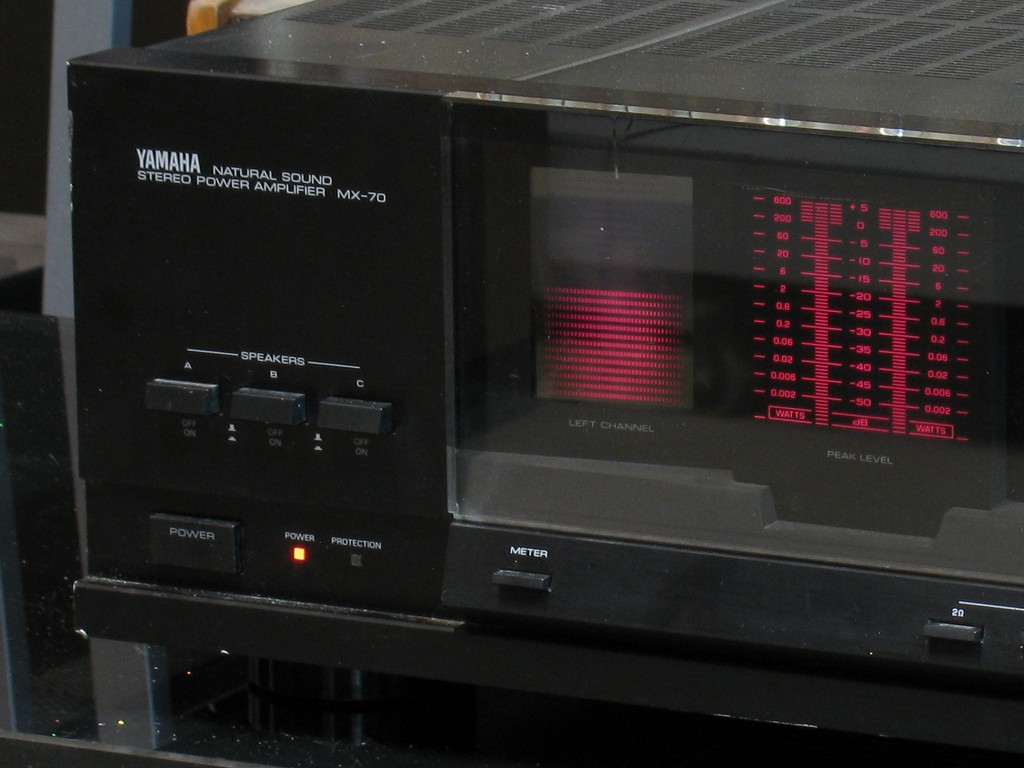 YAMAHA NATURAL SOUND
STEREO POWER AMPLIFIER MX-70
SPEAKERS
A B C
OFF OFF OFF
ON ON ON
POWER
POWER PROTECTION
LEFT CHANNEL
600 +5 600
200 0 200
60 -5 60
20 -10 20
6 -15 6
2 -20 2
0.6 -25 0.6
0.2 -30 0.2
0.06 -35 0.06
0.02 -40 0.02
0.006 -45 0.006
0.002 -50 0.002
WATTS dB WATTS
PEAK LEVEL
METER
2Ω